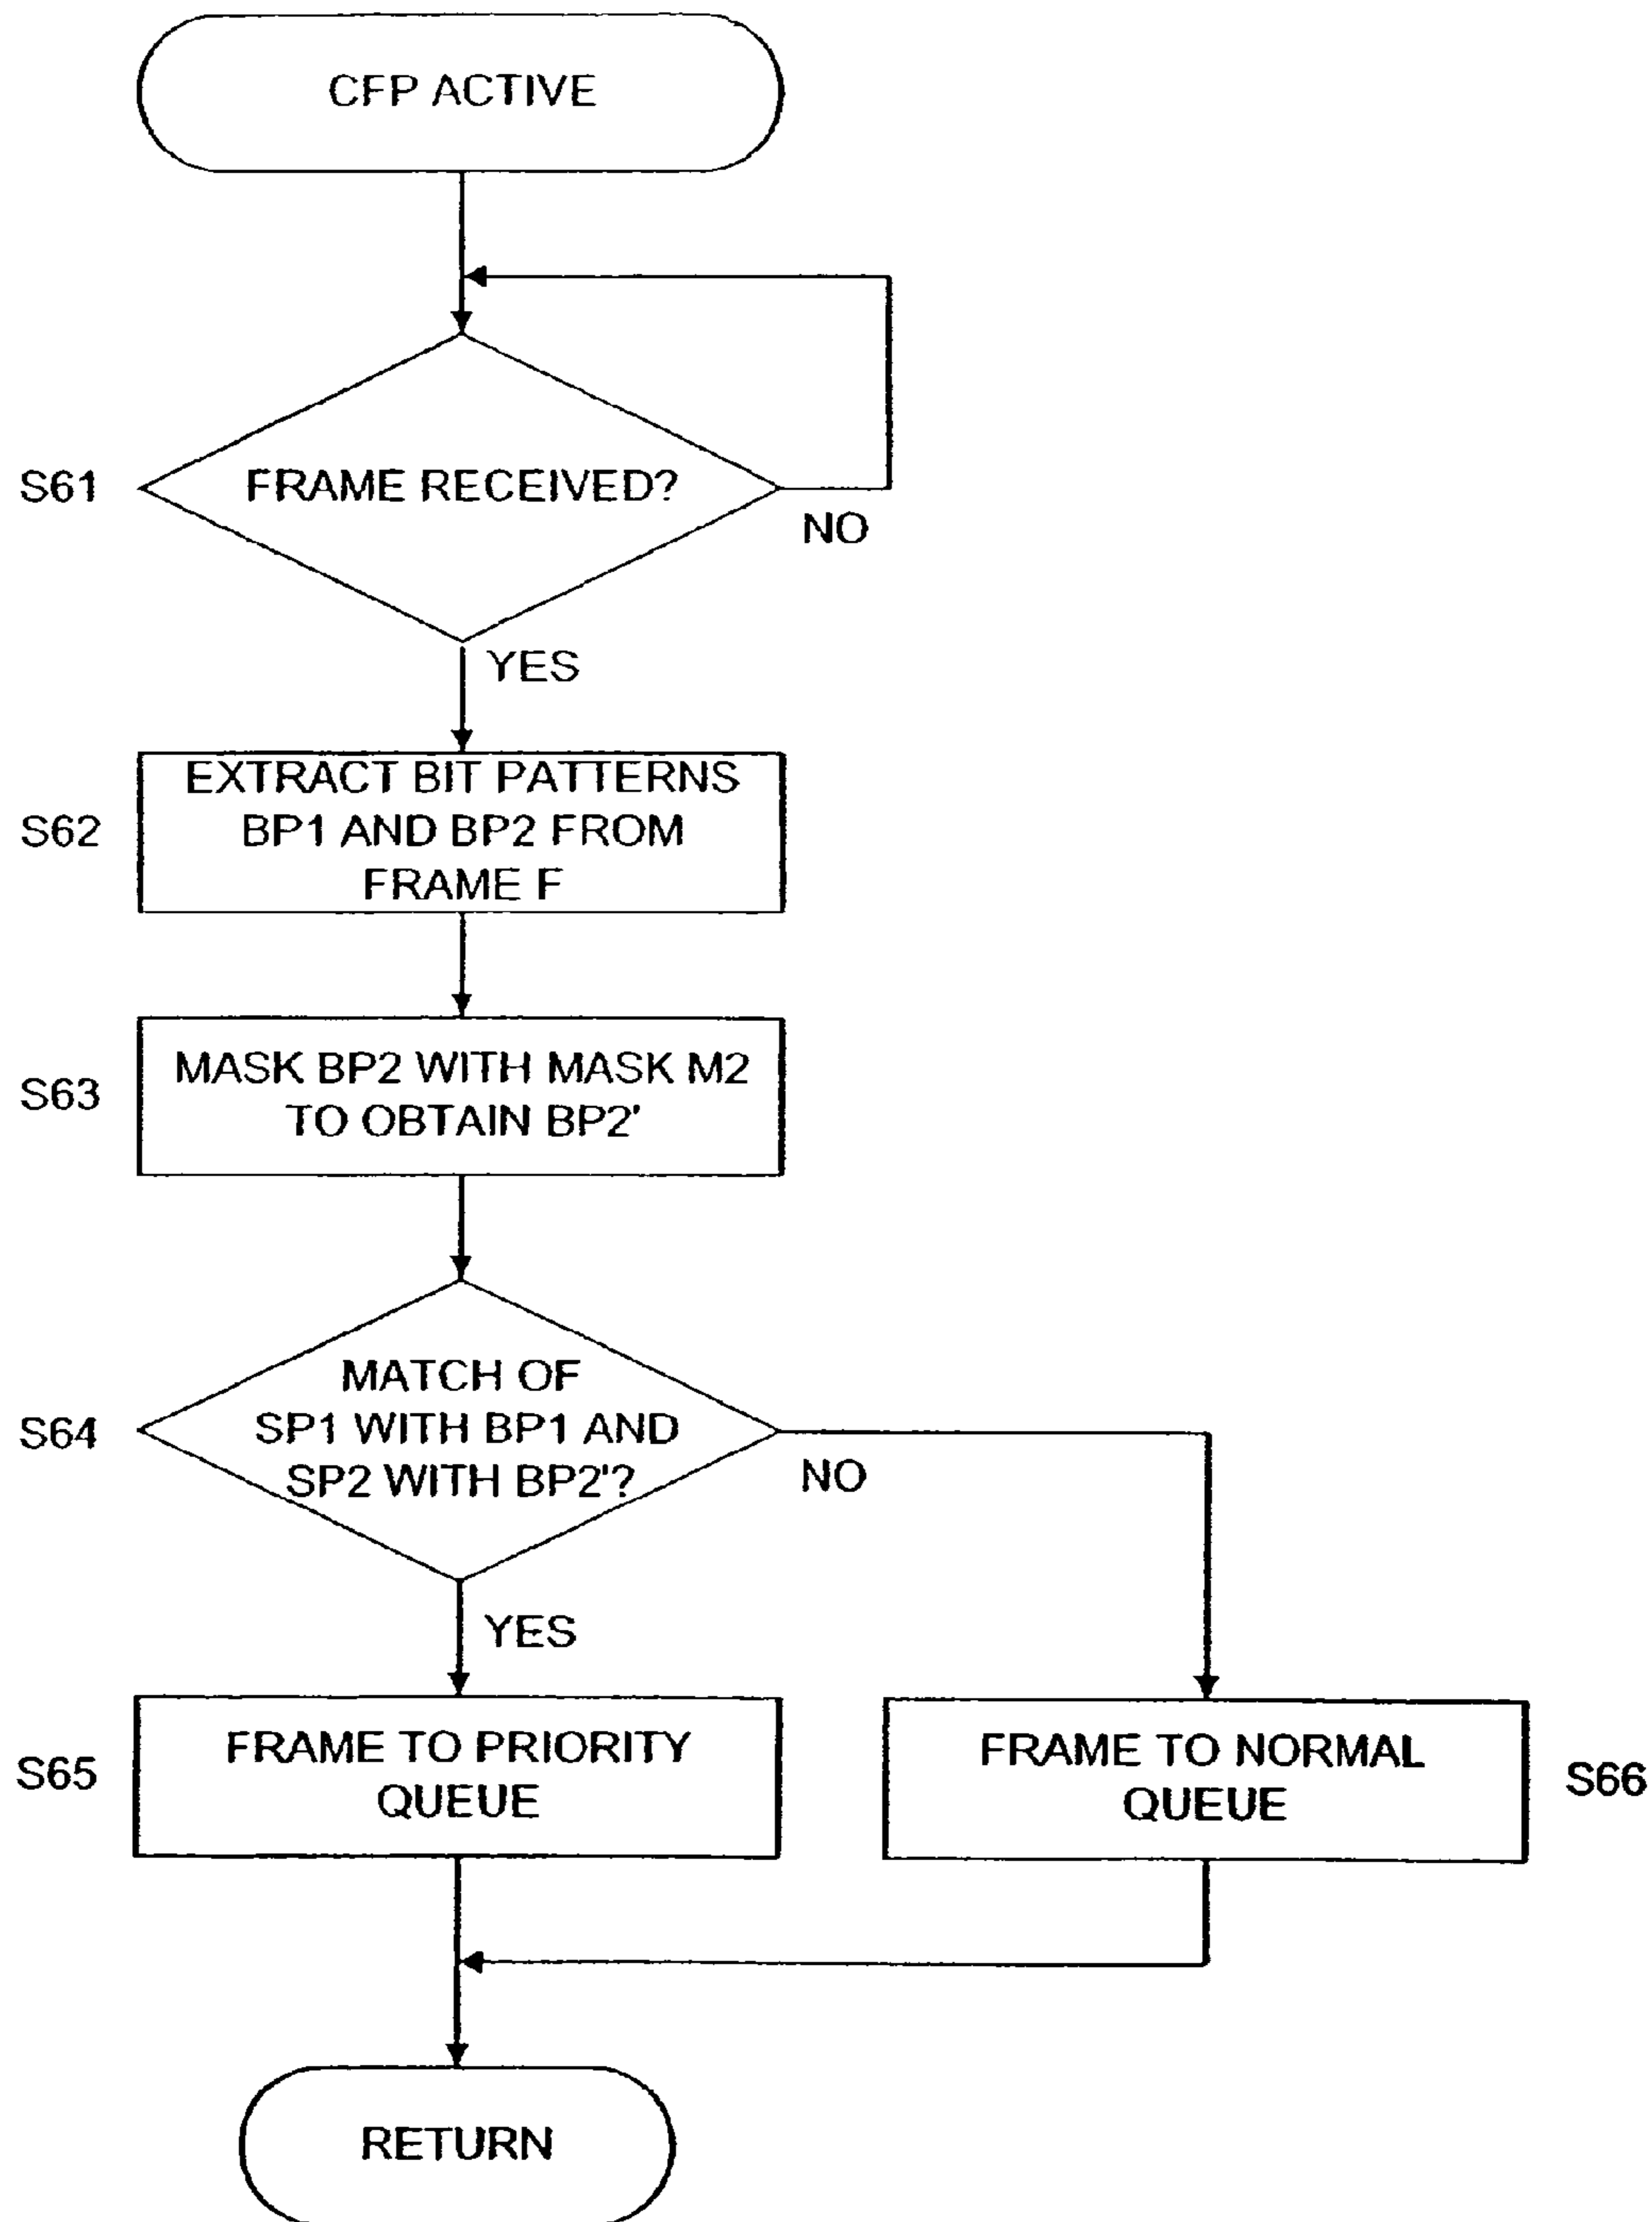 CFP ACTIVE
S61
FRAME RECEIVED?
NO
YES
S62
EXTRACT BIT PATTERNS
BP1 AND BP2 FROM
FRAME F
S63
MASK BP2 WITH MASK M2
TO OBTAIN BP2'
S64
MATCH OF
SP1 WITH BP1 AND
SP2 WITH BP2'?
NO
YES
S65
FRAME TO PRIORITY
QUEUE
FRAME TO NORMAL
QUEUE
S66
RETURN